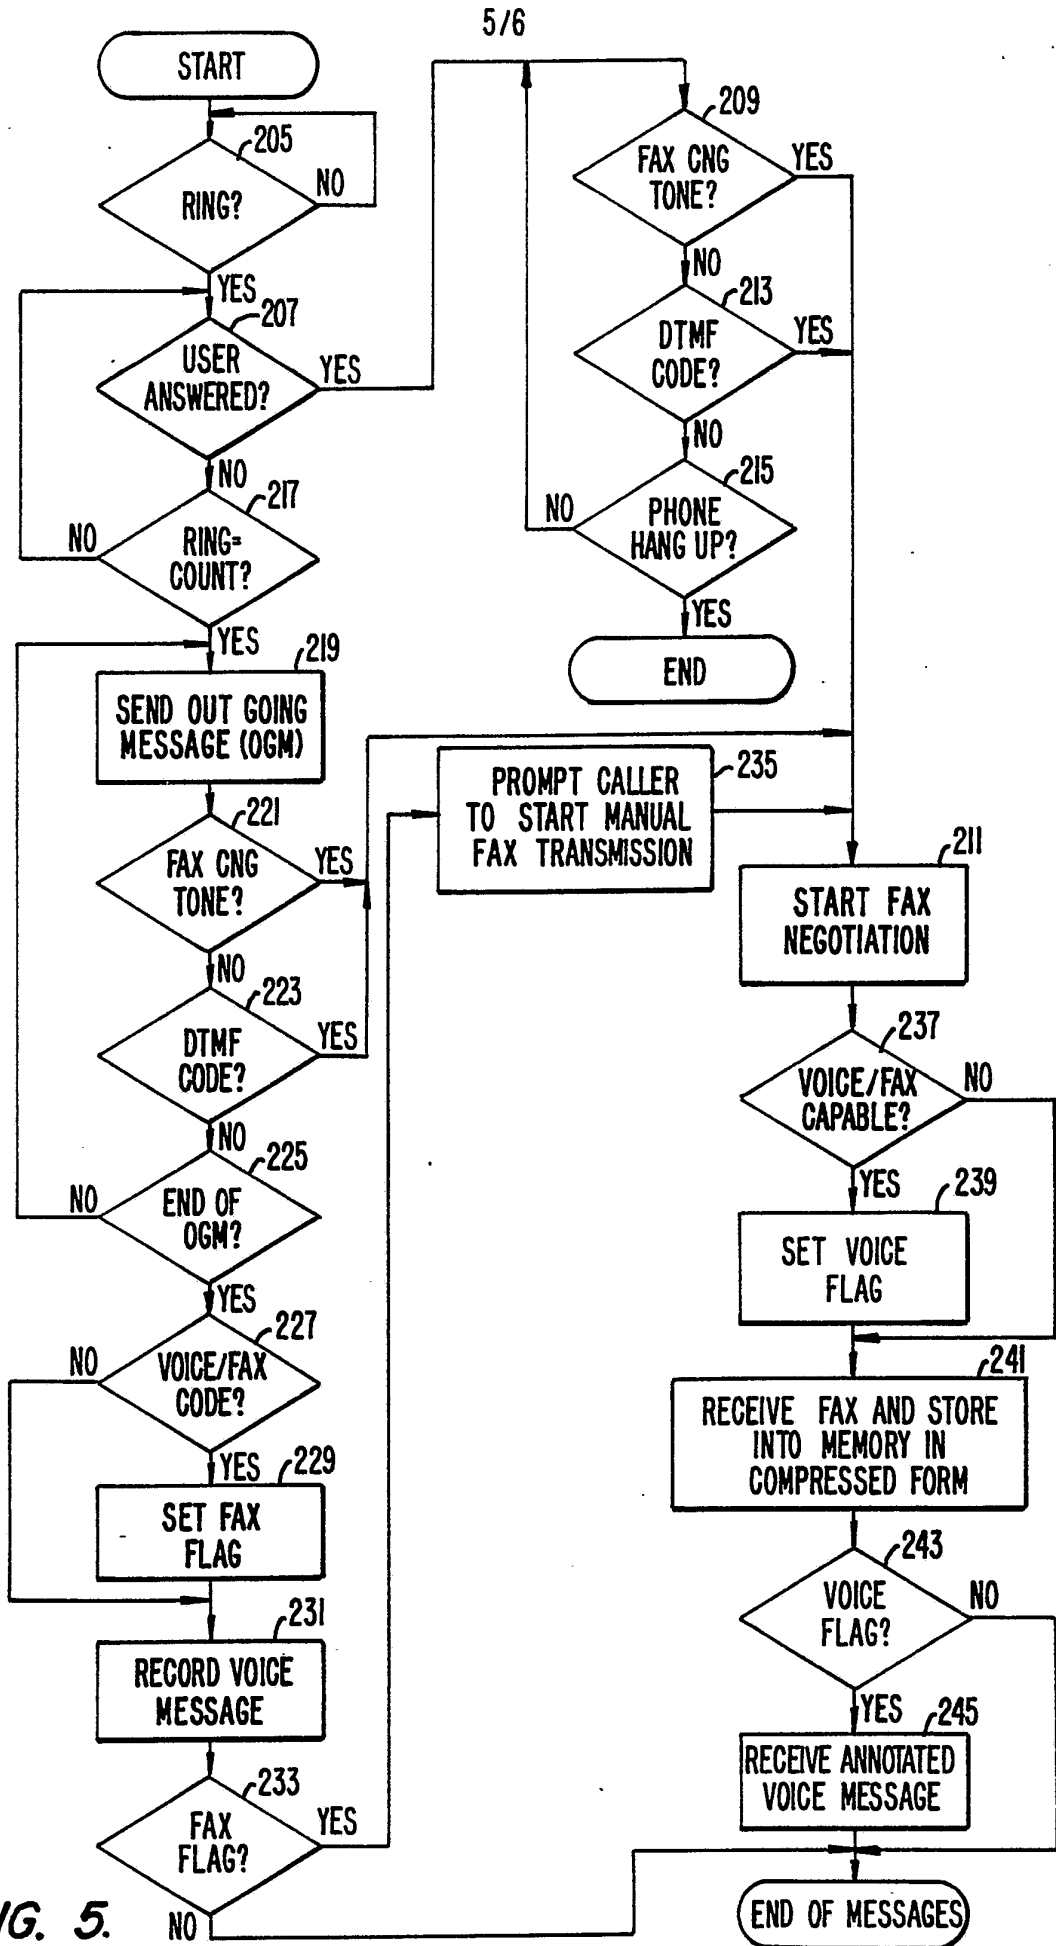 5/6
START
205
RING?
NO
YES
207
USER
ANSWERED?
YES
NO
217
RING=
COUNT?
NO
YES
219
SEND OUT GOING
MESSAGE (OGM)
221
FAX CNG
TONE?
YES
NO
223
DTMF
CODE?
YES
NO
225
END OF
OGM?
NO
YES
227
VOICE/FAX
CODE?
NO
YES
229
SET FAX
FLAG
231
RECORD VOICE
MESSAGE
233
FAX
FLAG?
YES
NO
209
FAX CNG
TONE?
YES
NO
213
DTMF
CODE?
YES
NO
215
PHONE
HANG UP?
NO
YES
END
235
PROMPT CALLER
TO START MANUAL
FAX TRANSMISSION
211
START FAX
NEGOTIATION
237
VOICE/FAX
CAPABLE?
NO
YES
239
SET VOICE
FLAG
241
RECEIVE FAX AND STORE
INTO MEMORY IN
COMPRESSED FORM
243
VOICE
FLAG?
NO
YES
245
RECEIVE ANNOTATED
VOICE MESSAGE
END OF MESSAGES
IG. 5.